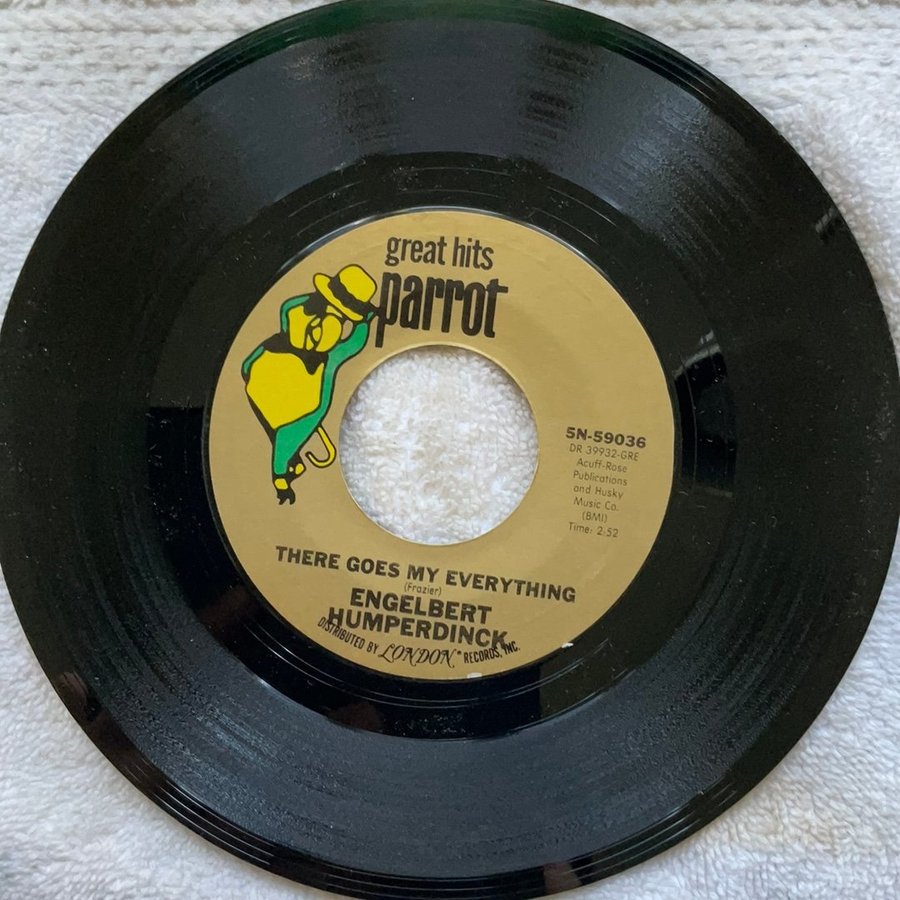 great hits
parrot
5N-59036
DR 39932-GRE
Acuff-Rose
Publications
and Husky
Music Co.
(BMI)
Time: 2.52
THERE GOES MY EVERYTHING
(Frazier)
ENGELBERT
HUMPERDINCK
DISTRIBUTED BY LONDON® RECORDS, INC.